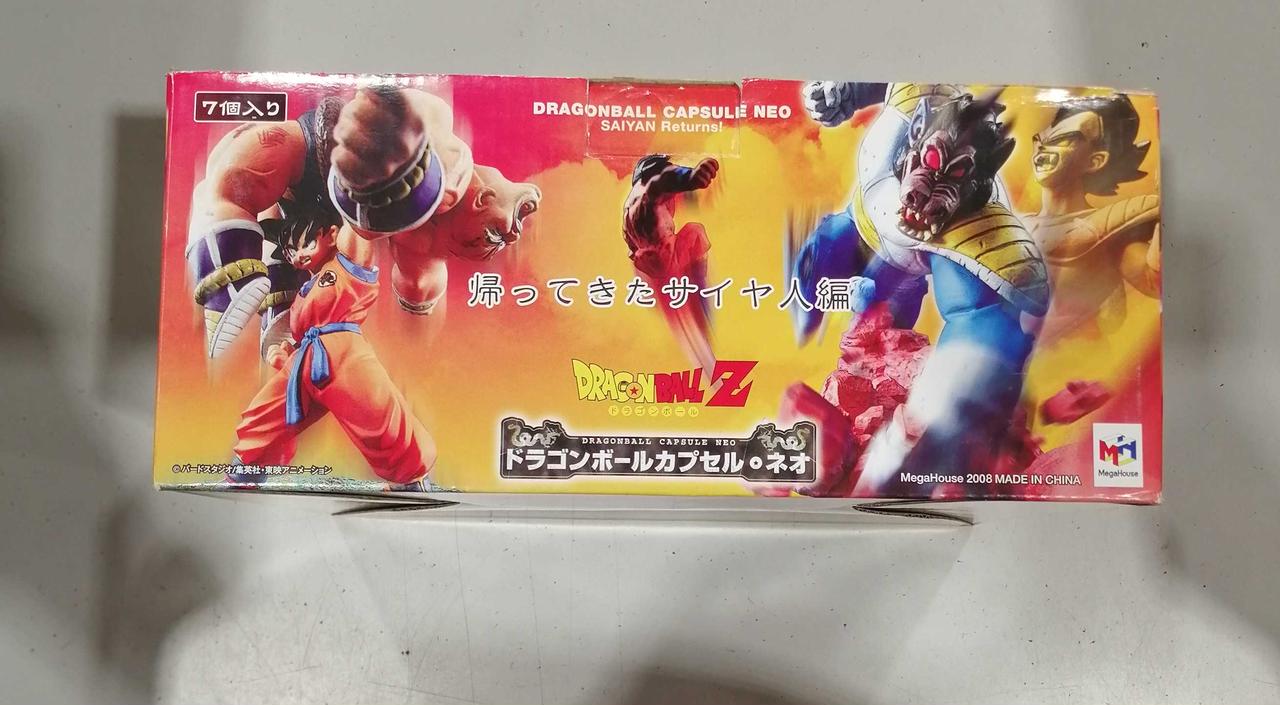 7個入り
DRAGONBALL CAPSULE NEO
SAIYAN Returns!
帰ってきたサイヤ人編
DRAGONBALL Z
ドラゴンボール
DRAGONBALL CAPSULE NEO
ドラゴンボールカプセル・ネオ
©バードスタジオ/集英社・東映アニメーション
MegaHouse 2008 MADE IN CHINA
MegaHouse